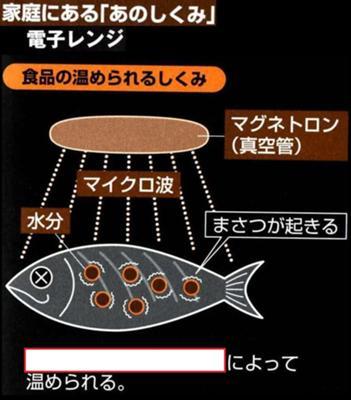 家庭にある「あのしくみ」
電子レンジ
食品の温められるしくみ
マグネトロン
(真空管)
マイクロ波
水分
まさつが起きる
によって
温められる。